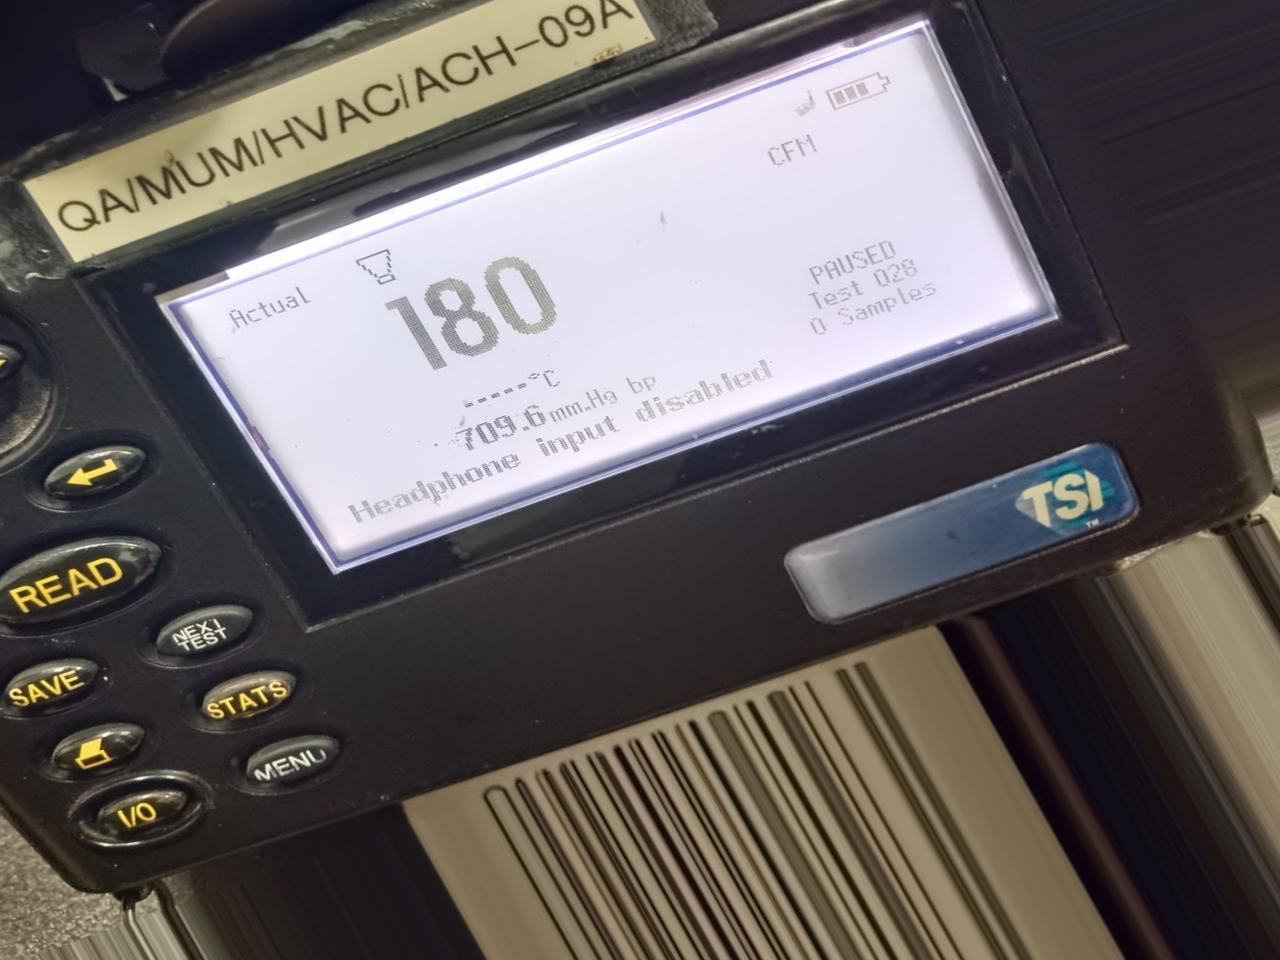 QA/MUM/HVAC/ACH-09A
CFM
Actual
180
PAUSED
Test 028
0 Samples
-----°C
709.6 mm.Hg bp
Headphone input disabled
TSI
TM
READ
NEXT
TEST
SAVE
STATS
MENU
I/O